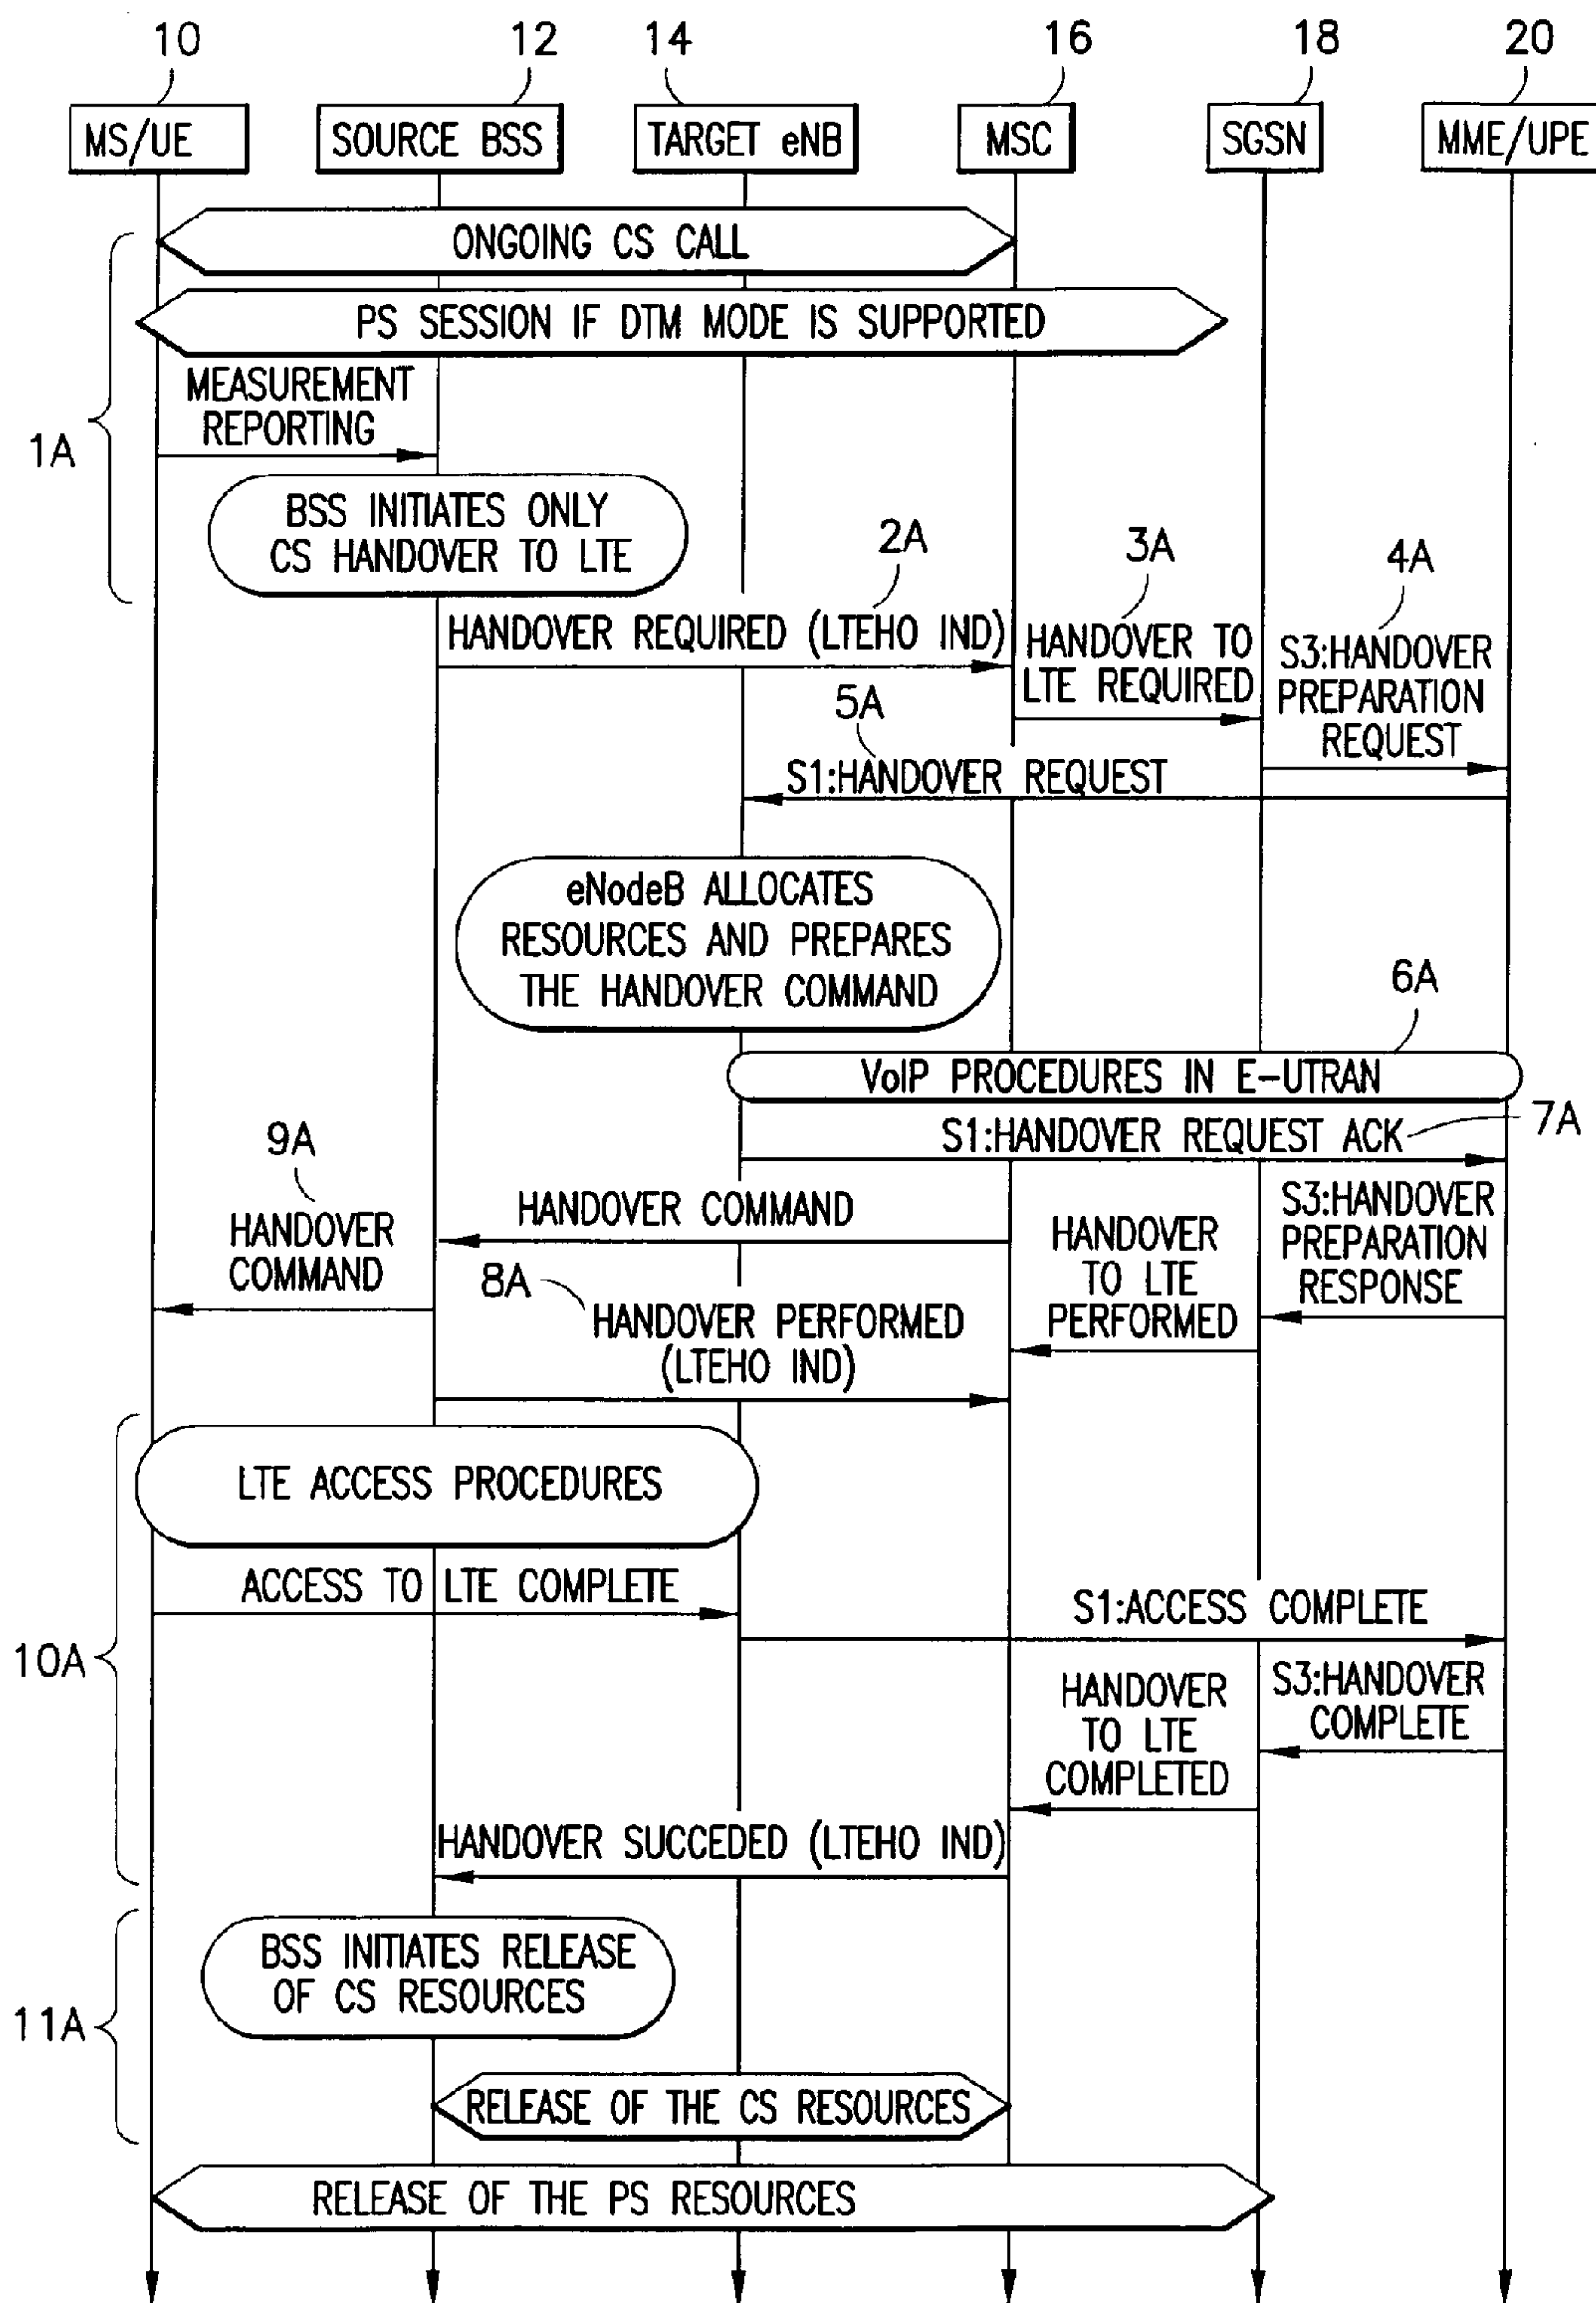 10
12
14
16
18
20
MS/UE
SOURCE BSS
TARGET eNB
MSC
SGSN
MME/UPE
ONGOING CS CALL
PS SESSION IF DTM MODE IS SUPPORTED
MEASUREMENT
REPORTING
1A
BSS INITIATES ONLY
CS HANDOVER TO LTE
2A
HANDOVER REQUIRED (LTEHO IND)
3A
HANDOVER TO
LTE REQUIRED
4A
S3:HANDOVER
PREPARATION
REQUEST
5A
S1:HANDOVER REQUEST
eNodeB ALLOCATES
RESOURCES AND PREPARES
THE HANDOVER COMMAND
6A
VoIP PROCEDURES IN E-UTRAN
S1:HANDOVER REQUEST ACK
7A
9A
HANDOVER
COMMAND
HANDOVER COMMAND
HANDOVER
TO LTE
PERFORMED
S3:HANDOVER
PREPARATION
RESPONSE
8A
HANDOVER PERFORMED
(LTEHO IND)
LTE ACCESS PROCEDURES
ACCESS TO LTE COMPLETE
S1:ACCESS COMPLETE
10A
HANDOVER
TO LTE
COMPLETED
S3:HANDOVER
COMPLETE
HANDOVER SUCCEDED (LTEHO IND)
BSS INITIATES RELEASE
OF CS RESOURCES
11A
RELEASE OF THE CS RESOURCES
RELEASE OF THE PS RESOURCES